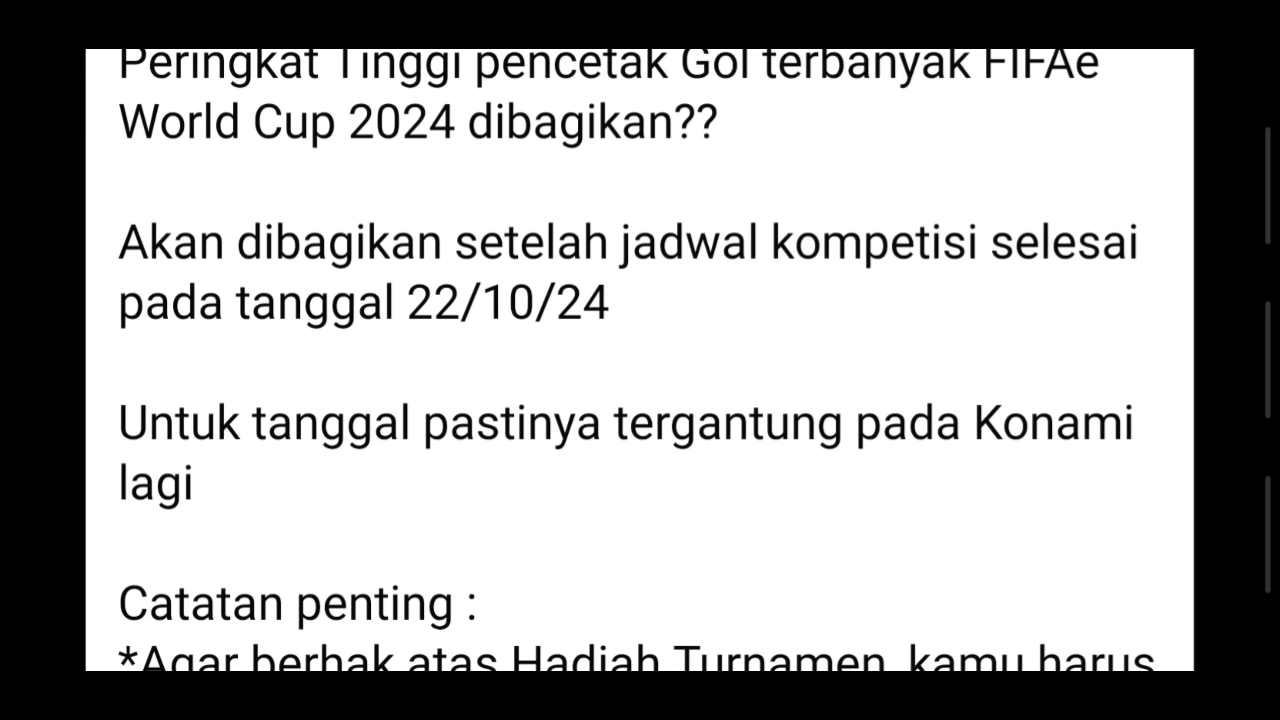 Peringkat Tinggi pencetak Gol terbanyak FIFAe
World Cup 2024 dibagikan??
Akan dibagikan setelah jadwal kompetisi selesai
pada tanggal 22/10/24
Untuk tanggal pastinya tergantung pada Konami
lagi
Catatan penting :
*Agar berhak atas Hadiah Turnamen, kamu harus